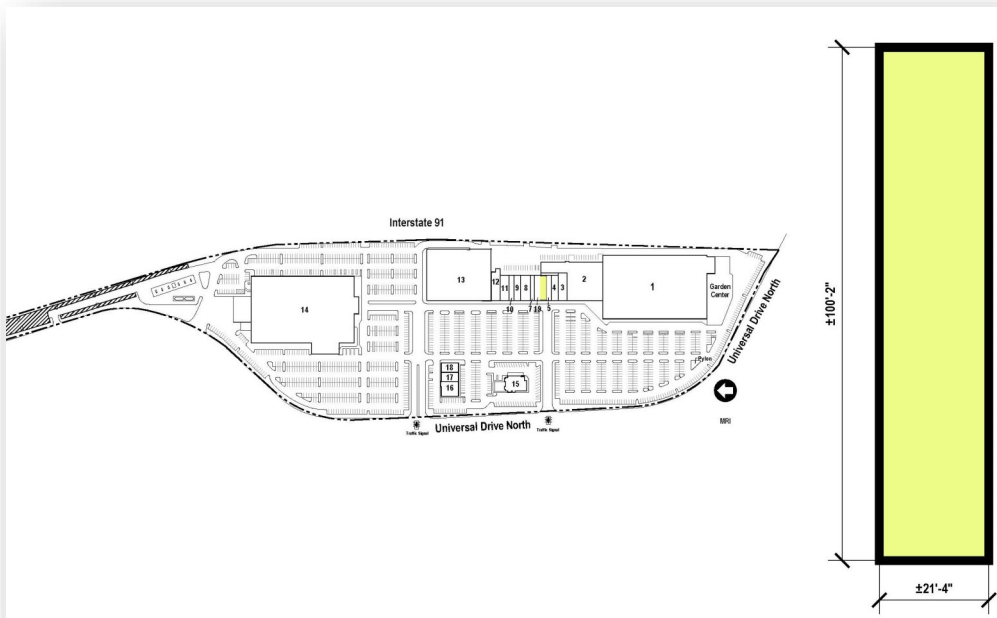 Interstate 91
13
12
11
9
8
4
3
2
1
Garden
Center
10
7
19
5
14
Universal Drive North
Pylon
18
17
16
15
MRI
Traffic Signal
Universal Drive North
Traffic Signal
±100'-2"
±21'-4"